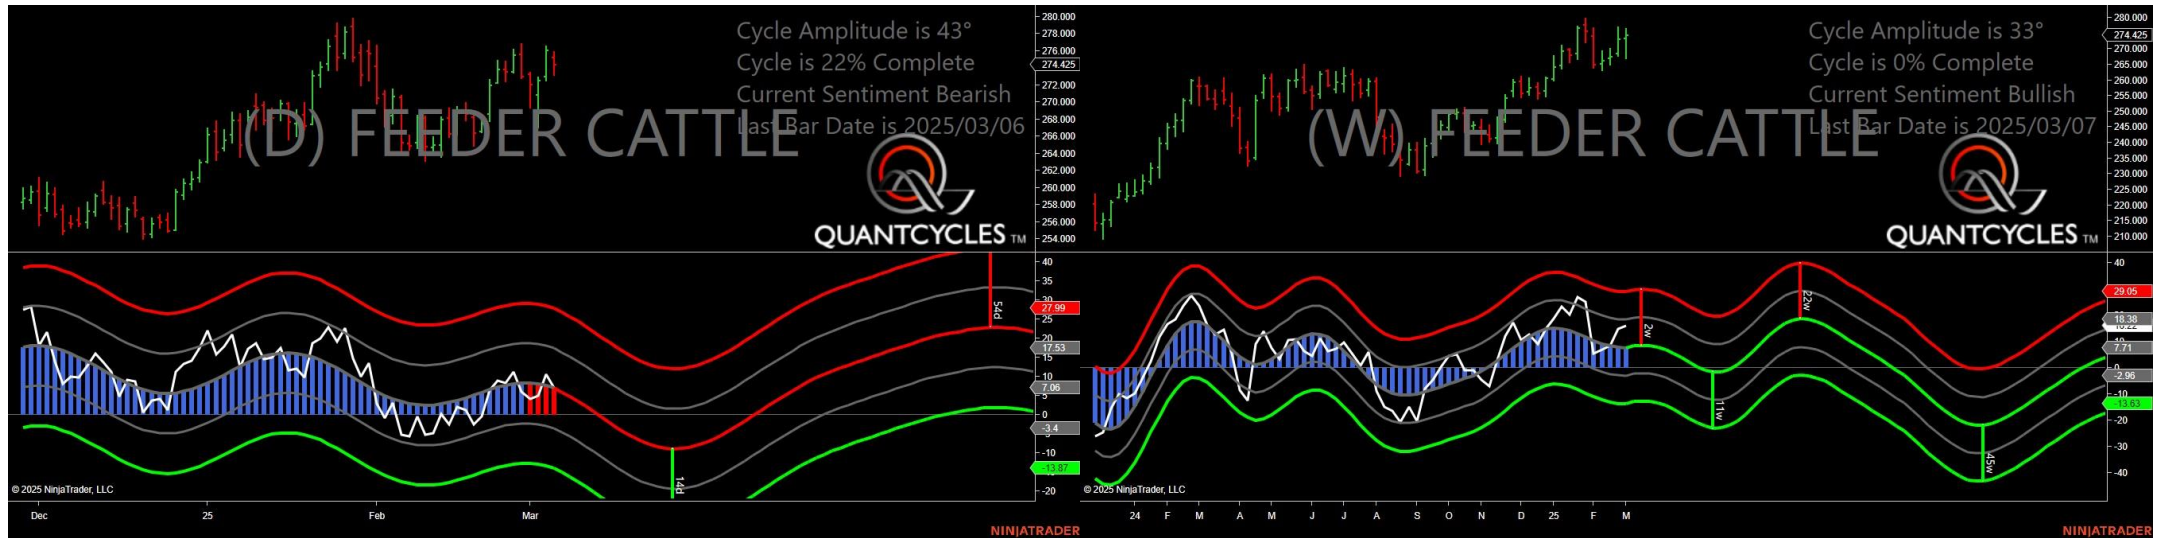 Cycle Amplitude is 43°
Cycle is 22% Complete
Current Sentiment Bearish
Last Bar Date is 2025/03/06
(D) FEEDER CATTLE
QUANTCYCLES TM
280.000
278.000
276.000
274.425
272.000
270.000
268.000
266.000
264.000
262.000
260.000
258.000
256.000
254.000
40
35
30
27.99
25
20
17.53
15
10
7.06
5
0
-3.4
-10
-13.87
-20
54d
14d
© 2025 NinjaTrader, LLC
Dec
25
Feb
Mar
NINJATRADER
Cycle Amplitude is 33°
Cycle is 0% Complete
Current Sentiment Bullish
Last Bar Date is 2025/03/07
(W) FEEDER CATTLE
QUANTCYCLES TM
280.000
274.425
270.000
265.000
260.000
255.000
250.000
245.000
240.000
235.000
230.000
225.000
220.000
215.000
210.000
40
29.05
18.38
7.71
0
-2.96
-10
-13.63
-20
-30
-40
2w
11w
22w
45w
© 2025 NinjaTrader, LLC
24
F
M
A
M
J
J
A
S
O
N
D
25
F
M
NINJATRADER